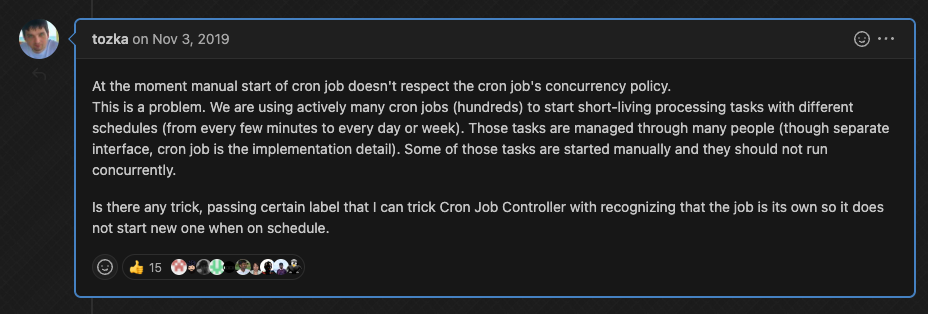 tozka on Nov 3, 2019
At the moment manual start of cron job doesn't respect the cron job's concurrency policy.
This is a problem. We are using actively many cron jobs (hundreds) to start short-living processing tasks with different
schedules (from every few minutes to every day or week). Those tasks are managed through many people (though separate
interface, cron job is the implementation detail). Some of those tasks are started manually and they should not run
concurrently.
Is there any trick, passing certain label that I can trick Cron Job Controller with recognizing that the job is its own so it does
not start new one when on schedule.
👍 15